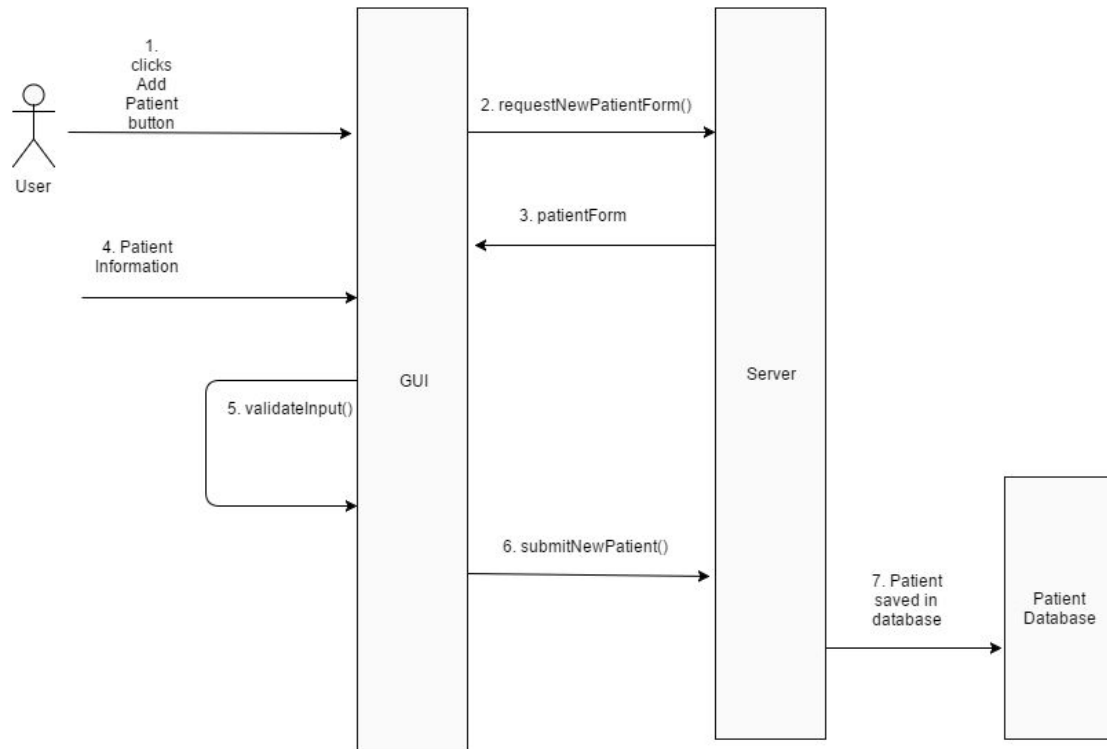 1.
clicks
Add
Patient
button
2. requestNewPatientForm()
User
3. patientForm
4. Patient
Information
GUI
Server
5. validateInput()
6. submitNewPatient()
7. Patient
saved in
database
Patient
Database